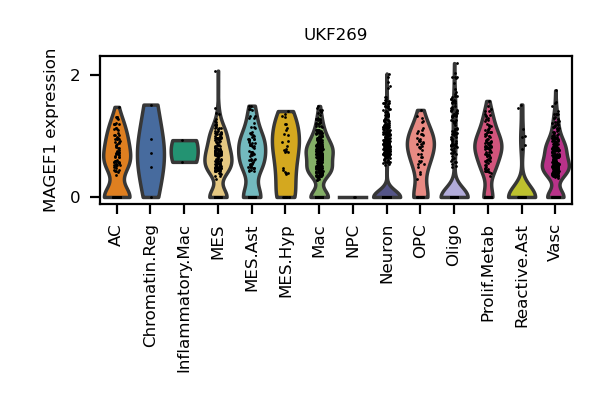 UKF269
MAGEF1 expression
2
0
AC
Chromatin.Reg
Inflammatory.Mac
MES
MES.Ast
MES.Hyp
Mac
NPC
Neuron
OPC
Oligo
Prolif.Metab
Reactive.Ast
Vasc